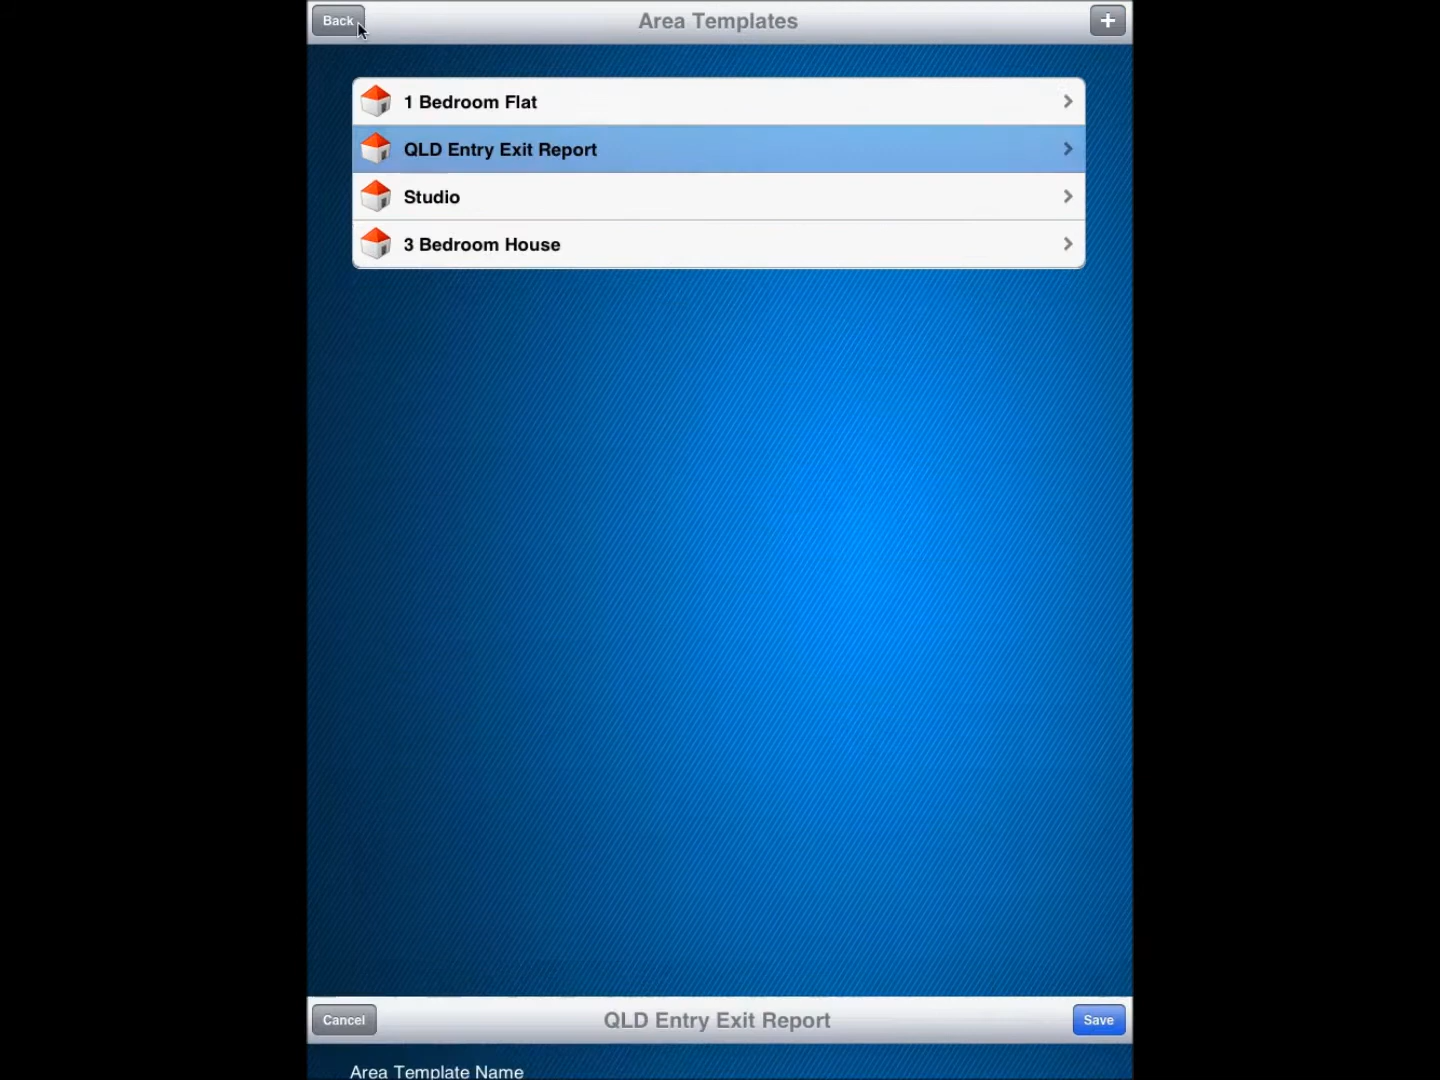 Back
Area Templates
+
1 Bedroom Flat
QLD Entry Exit Report
Studio
3 Bedroom House
Cancel
QLD Entry Exit Report
Save
Area Template Name